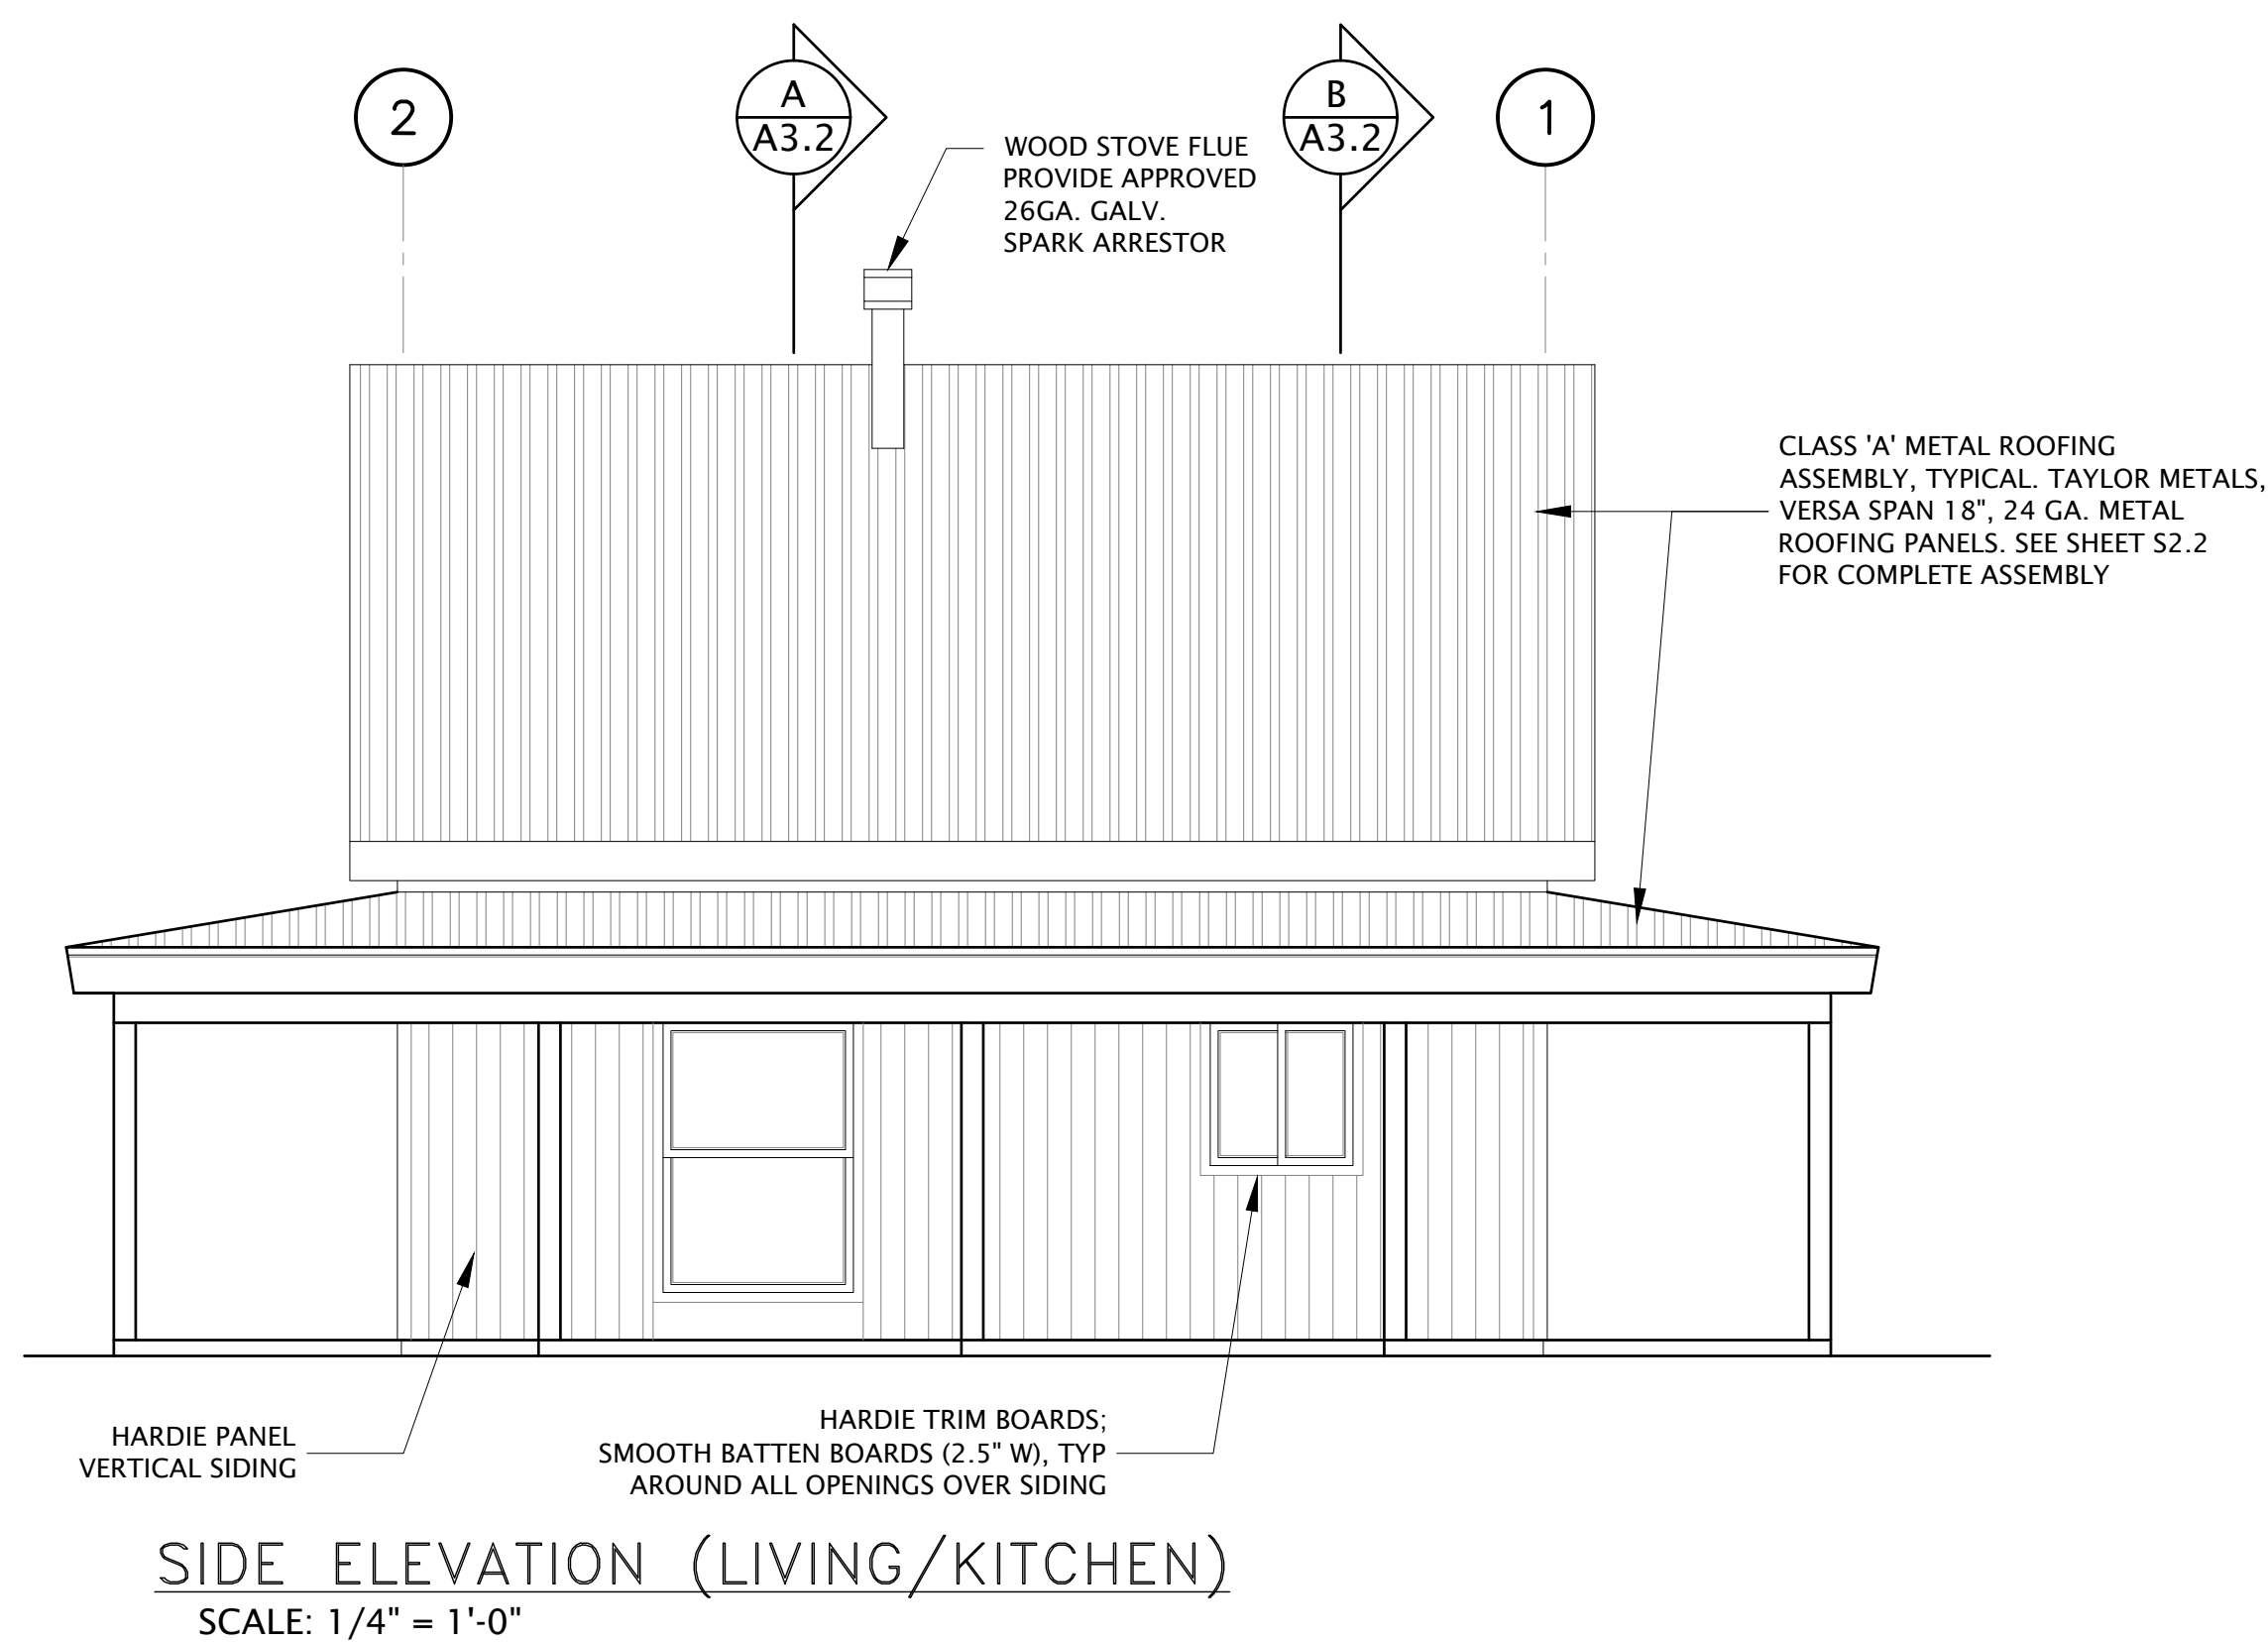 2
A
A3.2
B
A3.2
1
WOOD STOVE FLUE
PROVIDE APPROVED
26GA. GALV.
SPARK ARRESTOR
CLASS 'A' METAL ROOFING
ASSEMBLY, TYPICAL. TAYLOR METALS,
VERSA SPAN 18", 24 GA. METAL
ROOFING PANELS. SEE SHEET S2.2
FOR COMPLETE ASSEMBLY
HARDIE PANEL
VERTICAL SIDING
HARDIE TRIM BOARDS;
SMOOTH BATTEN BOARDS (2.5" W), TYP
AROUND ALL OPENINGS OVER SIDING
SIDE ELEVATION (LIVING/KITCHEN)
SCALE: 1/4" = 1'-0"